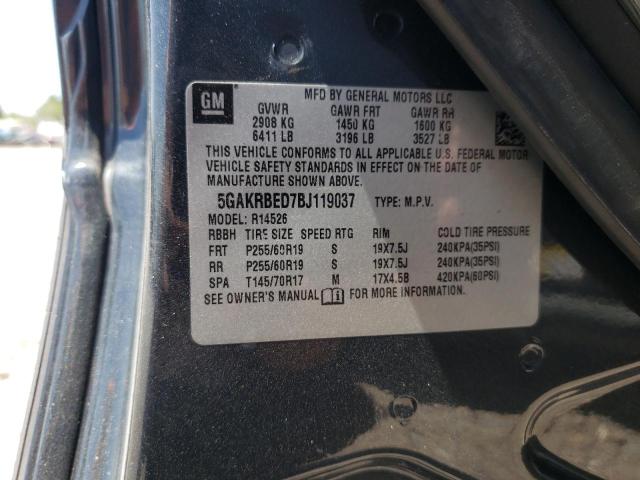 GM
MFD BY GENERAL MOTORS LLC
GVWR GAWR FRT GAWR RR
2908 KG 1450 KG 1600 KG
6411 LB 3196 LB 3527 LB
THIS VEHICLE CONFORMS TO ALL APPLICABLE U.S. FEDERAL MOTOR
VEHICLE SAFETY STANDARDS IN EFFECT ON THE DATE OF
MANUFACTURE SHOWN ABOVE.
5GAKRBED7BJ119037 TYPE: M.P.V.
MODEL: R14526
RBBH TIRE SIZE SPEED RTG RIM COLD TIRE PRESSURE
FRT P255/60R19 S 19X7.5J 240KPA(35PSI)
RR P255/60R19 S 19X7.5J 240KPA(35PSI)
SPA T145/70R17 M 17X4.5B 420KPA(60PSI)
SEE OWNER'S MANUAL FOR MORE INFORMATION.